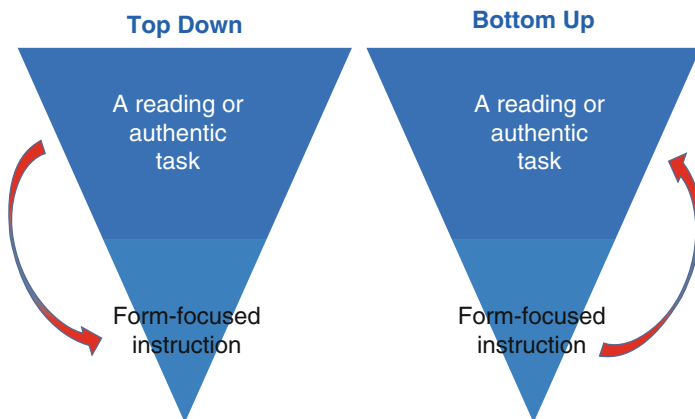 Top Down
A reading or
authentic
task
Form-focused
instruction
Bottom Up
A reading or
authentic
task
Form-focused
instruction